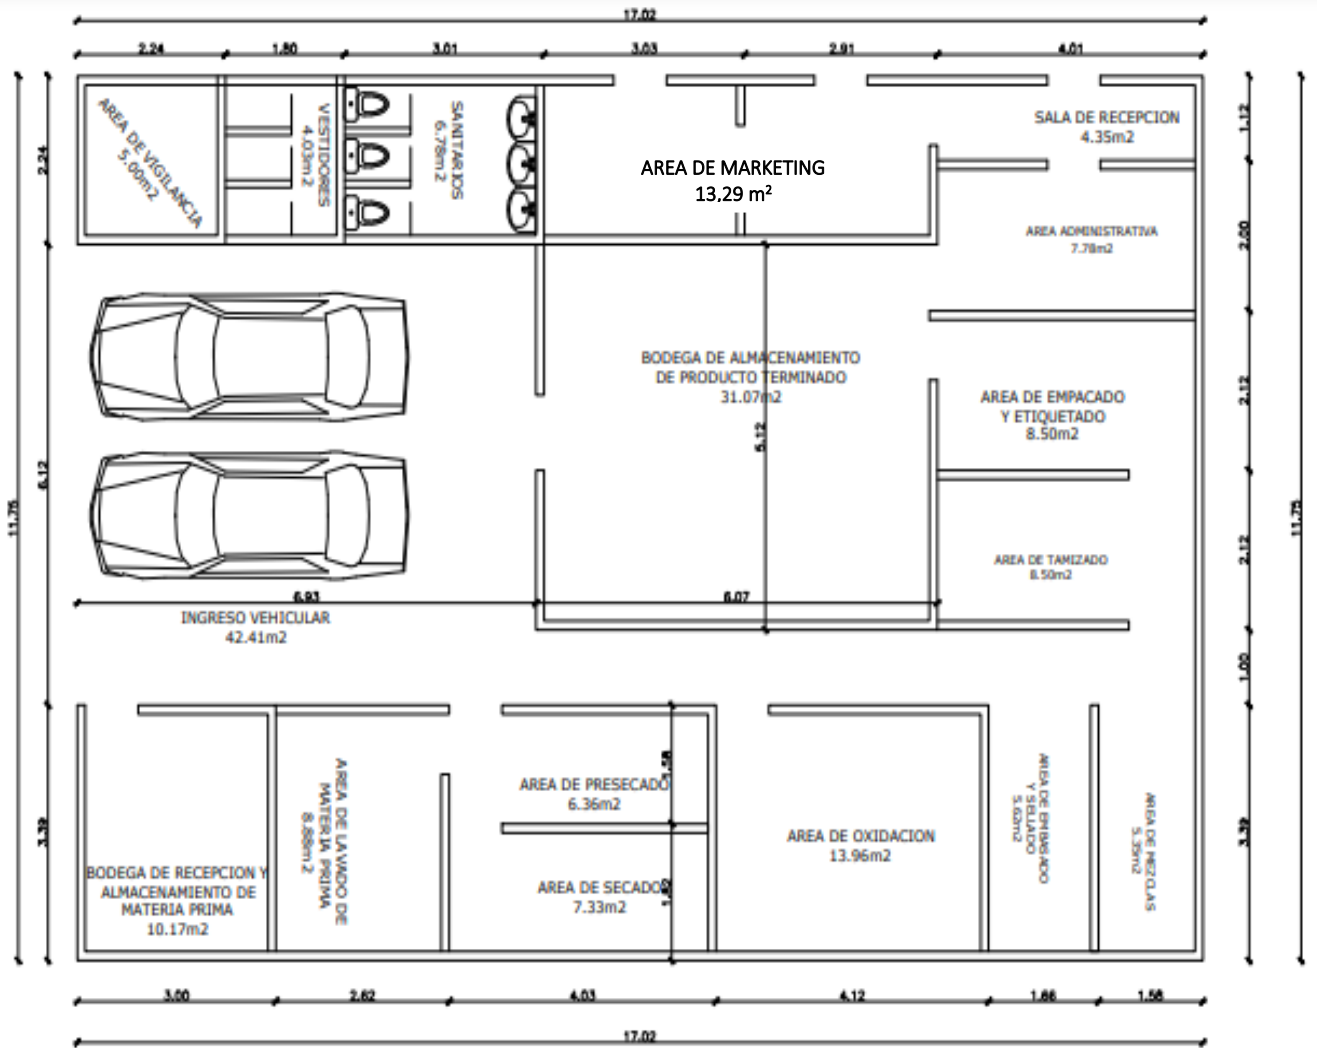 17.02
2.24
1.80
3.01
3.03
2.91
4.01
AREA DE VIGILANCIA
5.00m2
VESTIDORES
4.03m2
SANITARIOS
6.78m2
AREA DE MARKETING
13,29 m²
SALA DE RECEPCION
4.35m2
AREA ADMINISTRATIVA
7.78m2
2.24
6.12
3.39
11.75
1.12
2.00
2.12
2.12
1.00
3.39
11.75
BODEGA DE ALMACENAMIENTO
DE PRODUCTO TERMINADO
31.07m2
5.12
AREA DE EMPACADO
Y ETIQUETADO
8.50m2
AREA DE TAMIZADO
8.50m2
6.93
6.07
INGRESO VEHICULAR
42.41m2
BODEGA DE RECEPCION Y
ALMACENAMIENTO DE
MATERIA PRIMA
10.17m2
AREA DE LAVADO DE
MATERIA PRIMA
8.88m2
AREA DE PRESECADO
6.36m2
1.58
AREA DE SECADO
7.33m2
AREA DE OXIDACION
13.96m2
AREA DE EMBASADO
Y SELLADO
5.62m2
AREA DE MEZCLAS
5.35m2
3.00
2.62
4.03
4.12
1.66
1.58
17.02